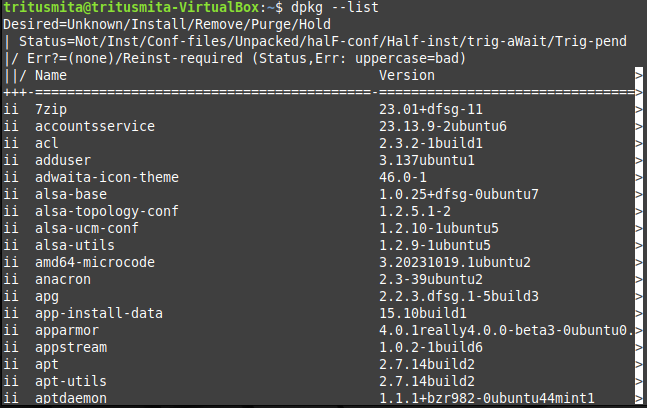 tritusmita@tritusmita-VirtualBox:~$ dpkg --list
Desired=Unknown/Install/Remove/Purge/Hold
| Status=Not/Inst/Conf-files/Unpacked/halF-conf/Half-inst/trig-aWait/Trig-pend
|/ Err?=(none)/Reinst-required (Status,Err: uppercase=bad)
||/ Name                                       Version                         >
+++-==========================================-================================>
ii  7zip                                       23.01+dfsg-11                   >
ii  accountsservice                            23.13.9-2ubuntu6                >
ii  acl                                        2.3.2-1build1                   >
ii  adduser                                    3.137ubuntu1                    >
ii  adwaita-icon-theme                         46.0-1                          >
ii  alsa-base                                  1.0.25+dfsg-0ubuntu7            >
ii  alsa-topology-conf                         1.2.5.1-2                       >
ii  alsa-ucm-conf                              1.2.10-1ubuntu5                 >
ii  alsa-utils                                 1.2.9-1ubuntu5                  >
ii  amd64-microcode                            3.20231019.1ubuntu2             >
ii  anacron                                    2.3-39ubuntu2                   >
ii  apg                                        2.2.3.dfsg.1-5build3            >
ii  app-install-data                           15.10build1                     >
ii  apparmor                                   4.0.1really4.0.0-beta3-0ubuntu0.>
ii  appstream                                  1.0.2-1build6                   >
ii  apt                                        2.7.14build2                    >
ii  apt-utils                                  2.7.14build2                    >
ii  aptdaemon                                  1.1.1+bzr982-0ubuntu44mint1     >